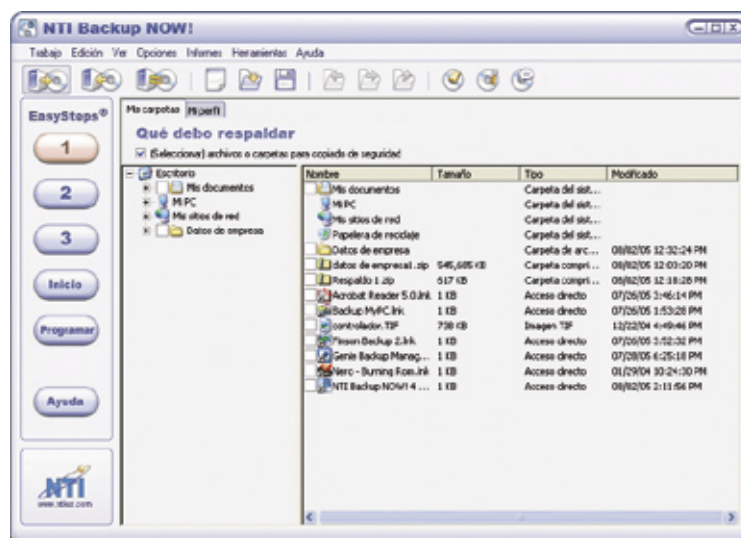 NTI Backup NOW!
Trabajo Edición Ver Opciones Informes Herramientas Ayuda
EasySteps®
1
2
3
Inicio
Programar
Ayuda
NTI
Mis carpetas Mi perfil
Qué debo respaldar
(Seleccionar) archivos o carpetas para copiado de seguridad
Escritorio
Mis documentos
Mi PC
Mis sitios de red
Datos de empresa
Nombre Tamaño Tipo Modificado
Mis documentos Carpeta del sist...
Mi PC Carpeta del sist...
Mis sitios de red Carpeta del sist...
Papelera de reciclaje Carpeta del sist...
Datos de empresa Carpeta de arc... 08/02/05 12:32:24 PM
datos de empresa1.zip 545,685 KB Carpeta compri... 08/02/05 12:03:20 PM
Respaldo 1.zip 617 KB Carpeta compri... 12:18:28 PM
Acrobat Reader 5.0.lnk 1 KB Acceso directo 07/26/05 3:46:14 PM
Backup MyPC.lnk 1 KB Acceso directo 07/26/05 1:53:28 PM
controlador.TIF 738 KB Imagen TIF 12/22/04 4:49:46 PM
Backup 2.lnk 1 KB Acceso directo 07/26/05 3:52:32 PM
Genie Backup Manag... 1 KB Acceso directo 07/28/05 6:25:18 PM
Nero - Burning Rom.lnk 1 KB Acceso directo 01/29/04 10:24:30 PM
NTI Backup NOW! 4 ... 1 KB Acceso directo 08/02/05 2:11:56 PM